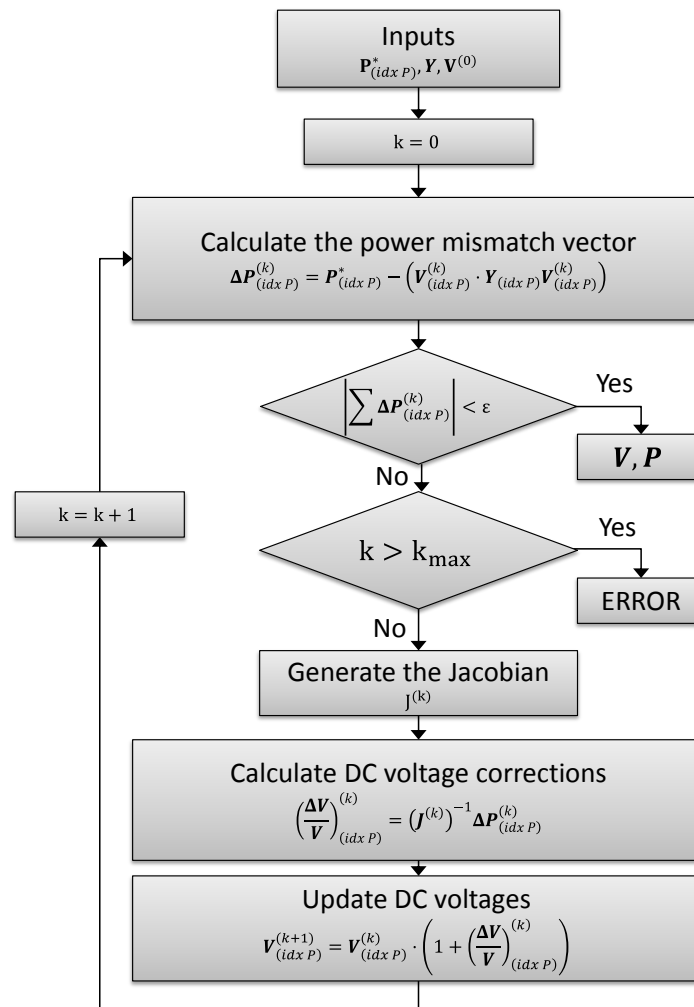 Inputs
P*(idx P), Y, V^(0)
k = 0
Calculate the power mismatch vector
ΔP^(k)_(idx P) = P*_(idx P) − (V^(k)_(idx P) · Y_(idx P) V^(k)_(idx P))
|∑ ΔP^(k)_(idx P)| < ε
Yes
V, P
No
k = k + 1
k > k_max
Yes
ERROR
No
Generate the Jacobian
J^(k)
Calculate DC voltage corrections
(ΔV/V)^(k)_(idx P) = (J^(k))^−1 ΔP^(k)_(idx P)
Update DC voltages
V^(k+1)_(idx P) = V^(k)_(idx P) · (1 + (ΔV/V)^(k)_(idx P))